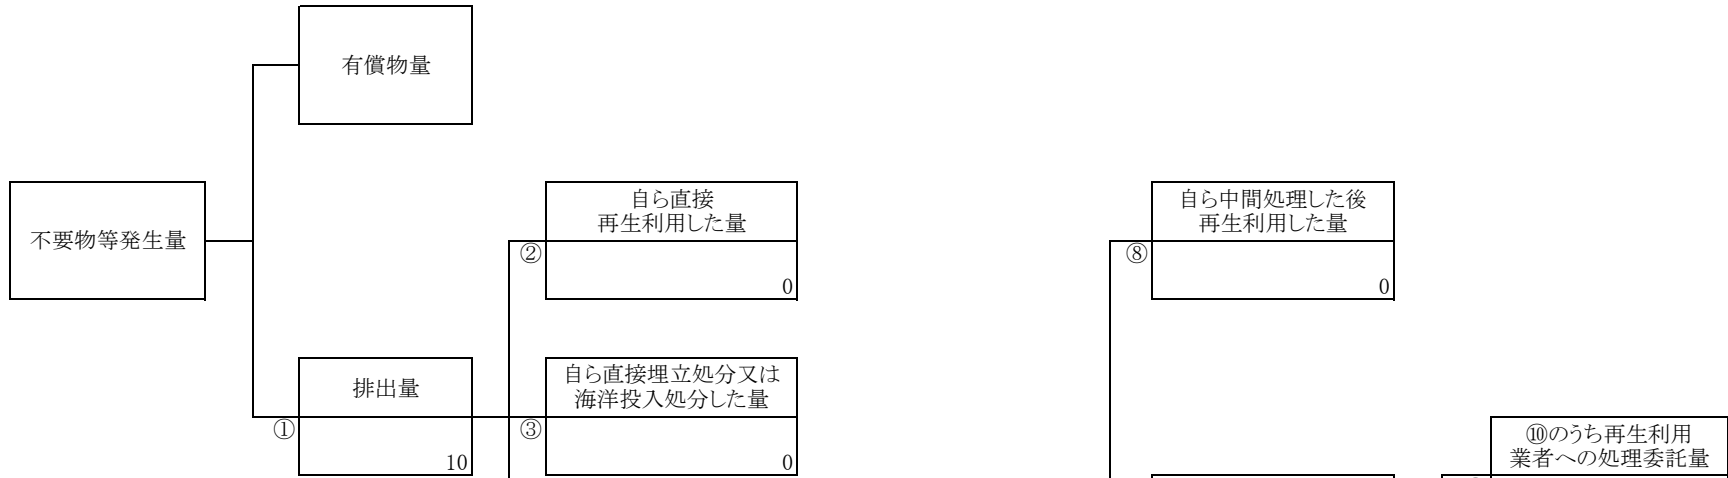 有償物量
不要物等発生量
自ら直接
再生利用した量
②
0
自ら中間処理した後
再生利用した量
⑧
0
排出量
①
10
自ら直接埋立処分又は
海洋投入処分した量
③
0
⑩のうち再生利用
業者への処理委託量